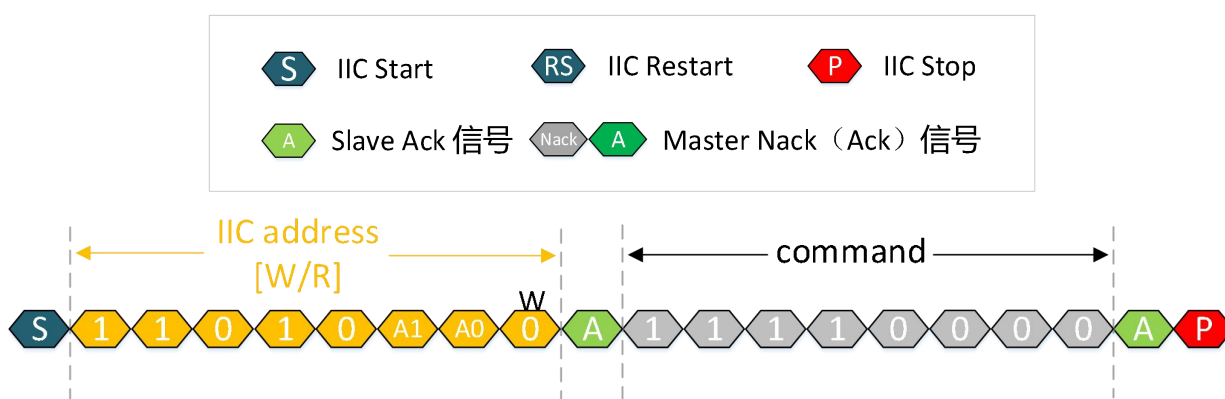 S IIC Start RS IIC Restart P IIC Stop
A Slave Ack 信号 Nack A Master Nack（Ack）信号
IIC address
[W/R]
command
W
S 1 1 0 1 0 A1 A0 0 A 1 1 1 1 0 0 0 0 A P